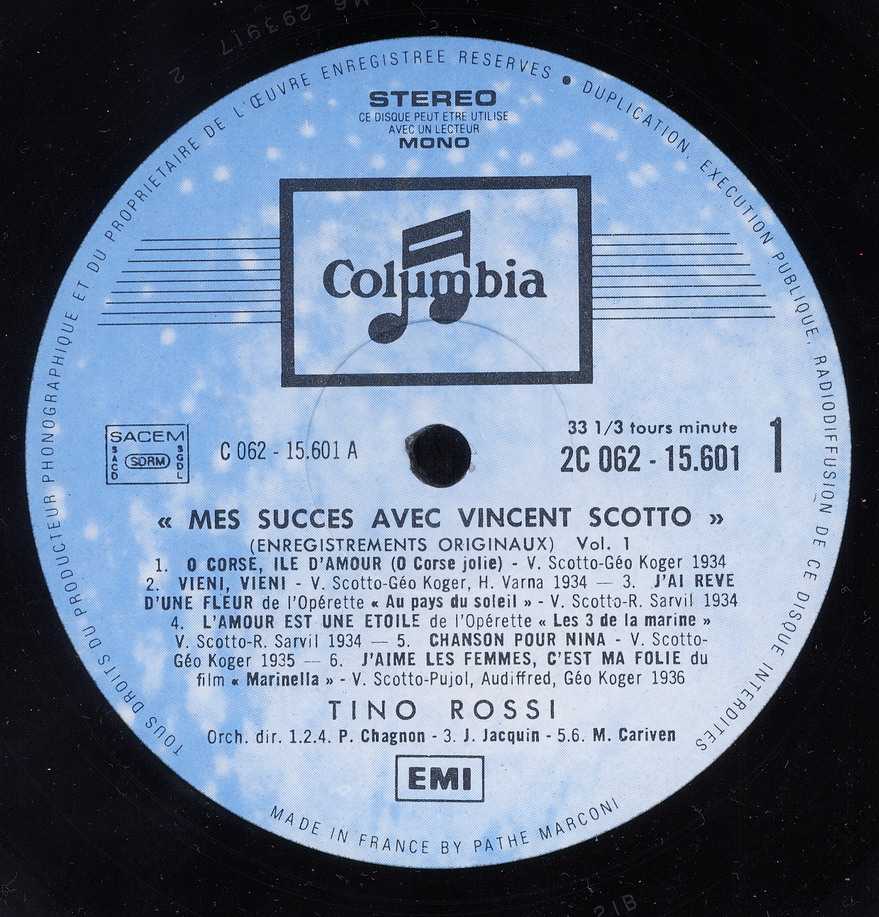 TOUS DROITS DU PRODUCTEUR PHONOGRAPHIQUE ET DU PROPRIETAIRE DE L'ŒUVRE ENREGISTREE RESERVES • DUPLICATION, EXECUTION PUBLIQUE, RADIODIFFUSION DE CE DISQUE INTERDITES
STEREO
CE DISQUE PEUT ETRE UTILISE
AVEC UN LECTEUR
MONO
Columbia
SACEM
SACD
SDRM
SGDL
C 062 - 15.601 A
33 1/3 tours minute
2C 062 - 15.601
1
« MES SUCCES AVEC VINCENT SCOTTO »
(ENREGISTREMENTS ORIGINAUX) Vol. 1
1. O CORSE, ILE D'AMOUR (O Corse jolie) - V. Scotto-Géo Koger 1934
2. VIENI, VIENI - V. Scotto-Géo Koger, H. Varna 1934 — 3. J'AI REVE
D'UNE FLEUR de l'Opérette « Au pays du soleil » - V. Scotto-R. Sarvil 1934
4. L'AMOUR EST UNE ETOILE de l'Opérette « Les 3 de la marine »
V. Scotto-R. Sarvil 1934 — 5. CHANSON POUR NINA - V. Scotto-
Géo Koger 1935 — 6. J'AIME LES FEMMES, C'EST MA FOLIE du
film « Marinella » - V. Scotto-Pujol, Audiffred, Géo Koger 1936
TINO ROSSI
Orch. dir. 1.2.4. P. Chagnon - 3. J. Jacquin - 5.6. M. Cariven
EMI
MADE IN FRANCE BY PATHE MARCONI
21B